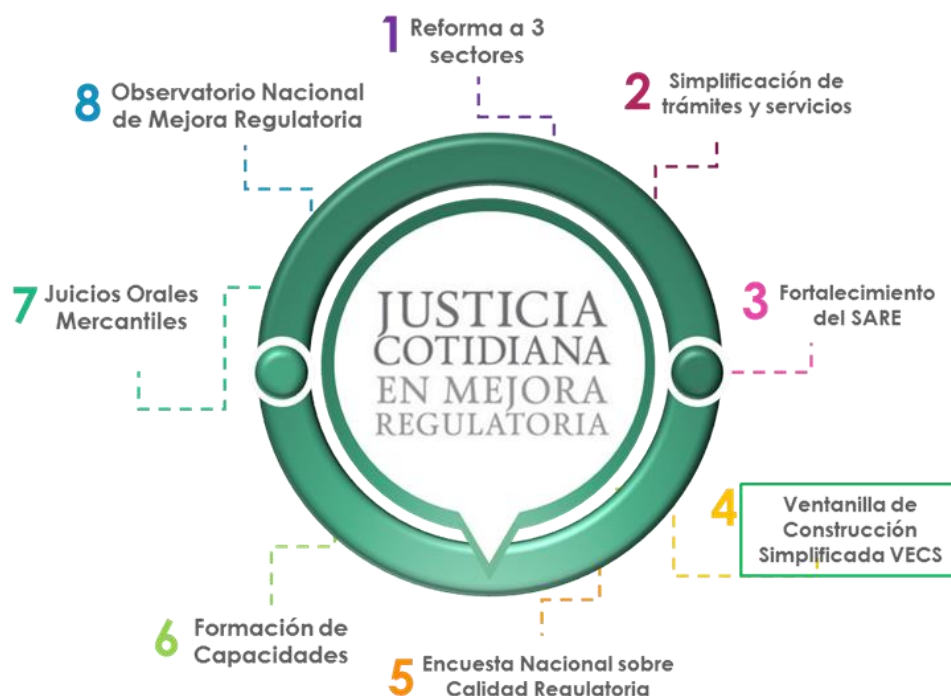 1 Reforma a 3
sectores
2 Simplificación de
trámites y servicios
3 Fortalecimiento
del SARE
4 Ventanilla de
Construcción
Simplificada VECS
5 Encuesta Nacional sobre
Calidad Regulatoria
6 Formación de
Capacidades
7 Juicios Orales
Mercantiles
8 Observatorio Nacional
de Mejora Regulatoria
JUSTICIA
COTIDIANA
EN MEJORA
REGULATORIA